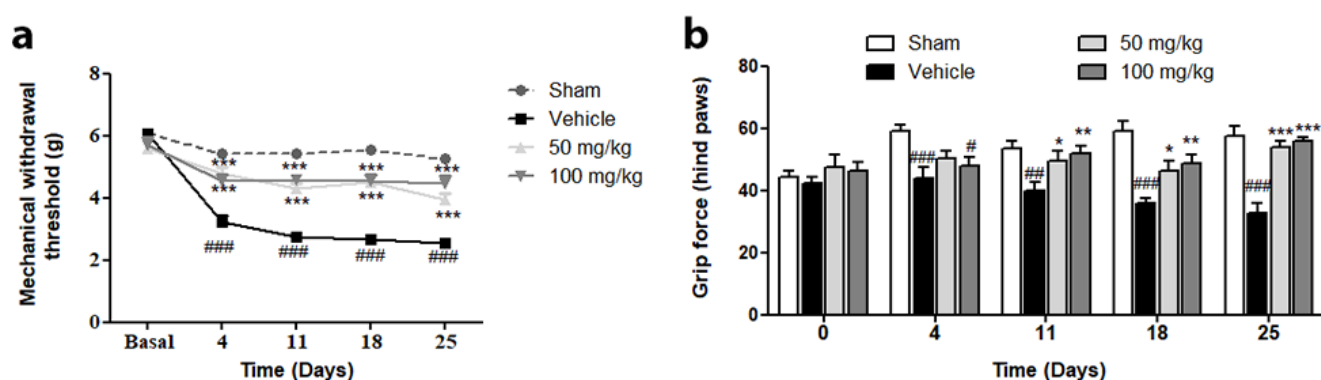 a
Mechanical withdrawal
threshold (g)
8
6
4
2
0
*** *** *** ***
*** *** *** ***
### ### ### ###
Basal 4 11 18 25
Time (Days)
Sham
Vehicle
50 mg/kg
100 mg/kg
b
Sham 50 mg/kg
Vehicle 100 mg/kg
Grip force (hind paws)
80
60
40
20
0
### # ## * ** ### * ** ### *** ***
0 4 11 18 25
Time (Days)